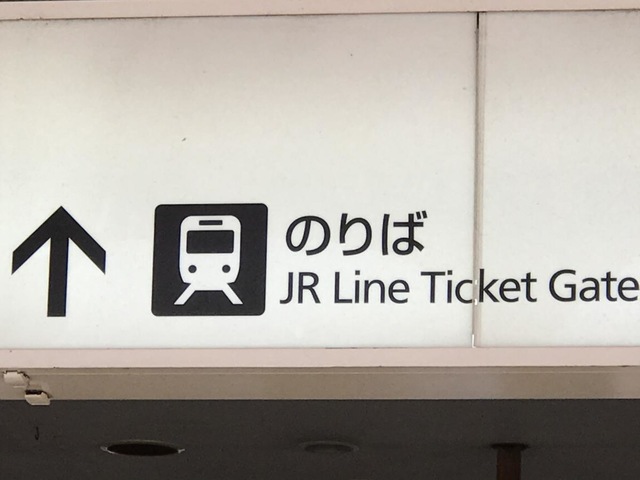 のりば
JR Line Ticket Gate